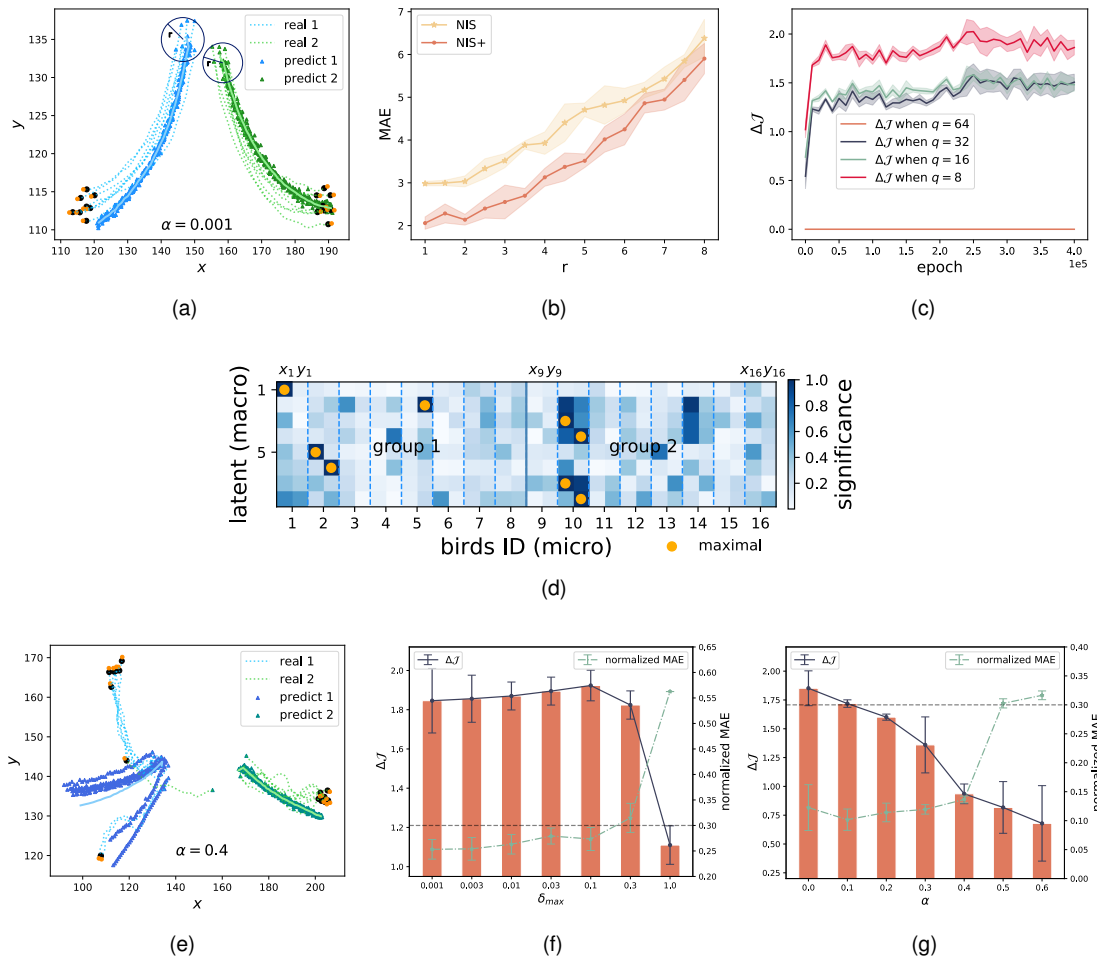 135
130
125
120
115
110
y
110 120 130 140 150 160 170 180 190
x
real 1
real 2
predict 1
predict 2
r
r
α = 0.001
(a)
7
6
5
4
3
2
MAE
1 2 3 4 5 6 7 8
r
NIS
NIS+
(b)
2.0
1.5
1.0
0.5
0.0
Δ𝒥
0.0 0.5 1.0 1.5 2.0 2.5 3.0 3.5 4.0
1e5
epoch
Δ𝒥 when q = 64
Δ𝒥 when q = 32
Δ𝒥 when q = 16
Δ𝒥 when q = 8
(c)
x₁y₁ x₉y₉ x₁₆y₁₆
1
5
latent (macro)
group 1 group 2
1 2 3 4 5 6 7 8 9 10 11 12 13 14 15 16
birds ID (micro)
maximal
1.0
0.8
0.6
0.4
0.2
significance
(d)
170
160
150
140
130
120
y
100 120 140 160 180 200
x
real 1
real 2
predict 1
predict 2
α = 0.4
(e)
Δ𝒥
normalized MAE
2.0
1.8
1.6
1.4
1.2
1.0
Δ𝒥
0,65
0,60
0,55
0,50
0,45
0,40
0,35
0,30
0,25
0,20
normalized MAE
0.001 0.003 0.01 0.03 0.1 0.3 1.0
δmax
(f)
Δ𝒥
normalized MAE
2.00
1.75
1.50
1.25
1.00
0.75
0.50
0.25
Δ𝒥
0.40
0.35
0.30
0.25
0.20
0.15
0.10
0.05
0.00
normalized MAE
0.0 0.1 0.2 0.3 0.4 0.5 0.6
α
(g)